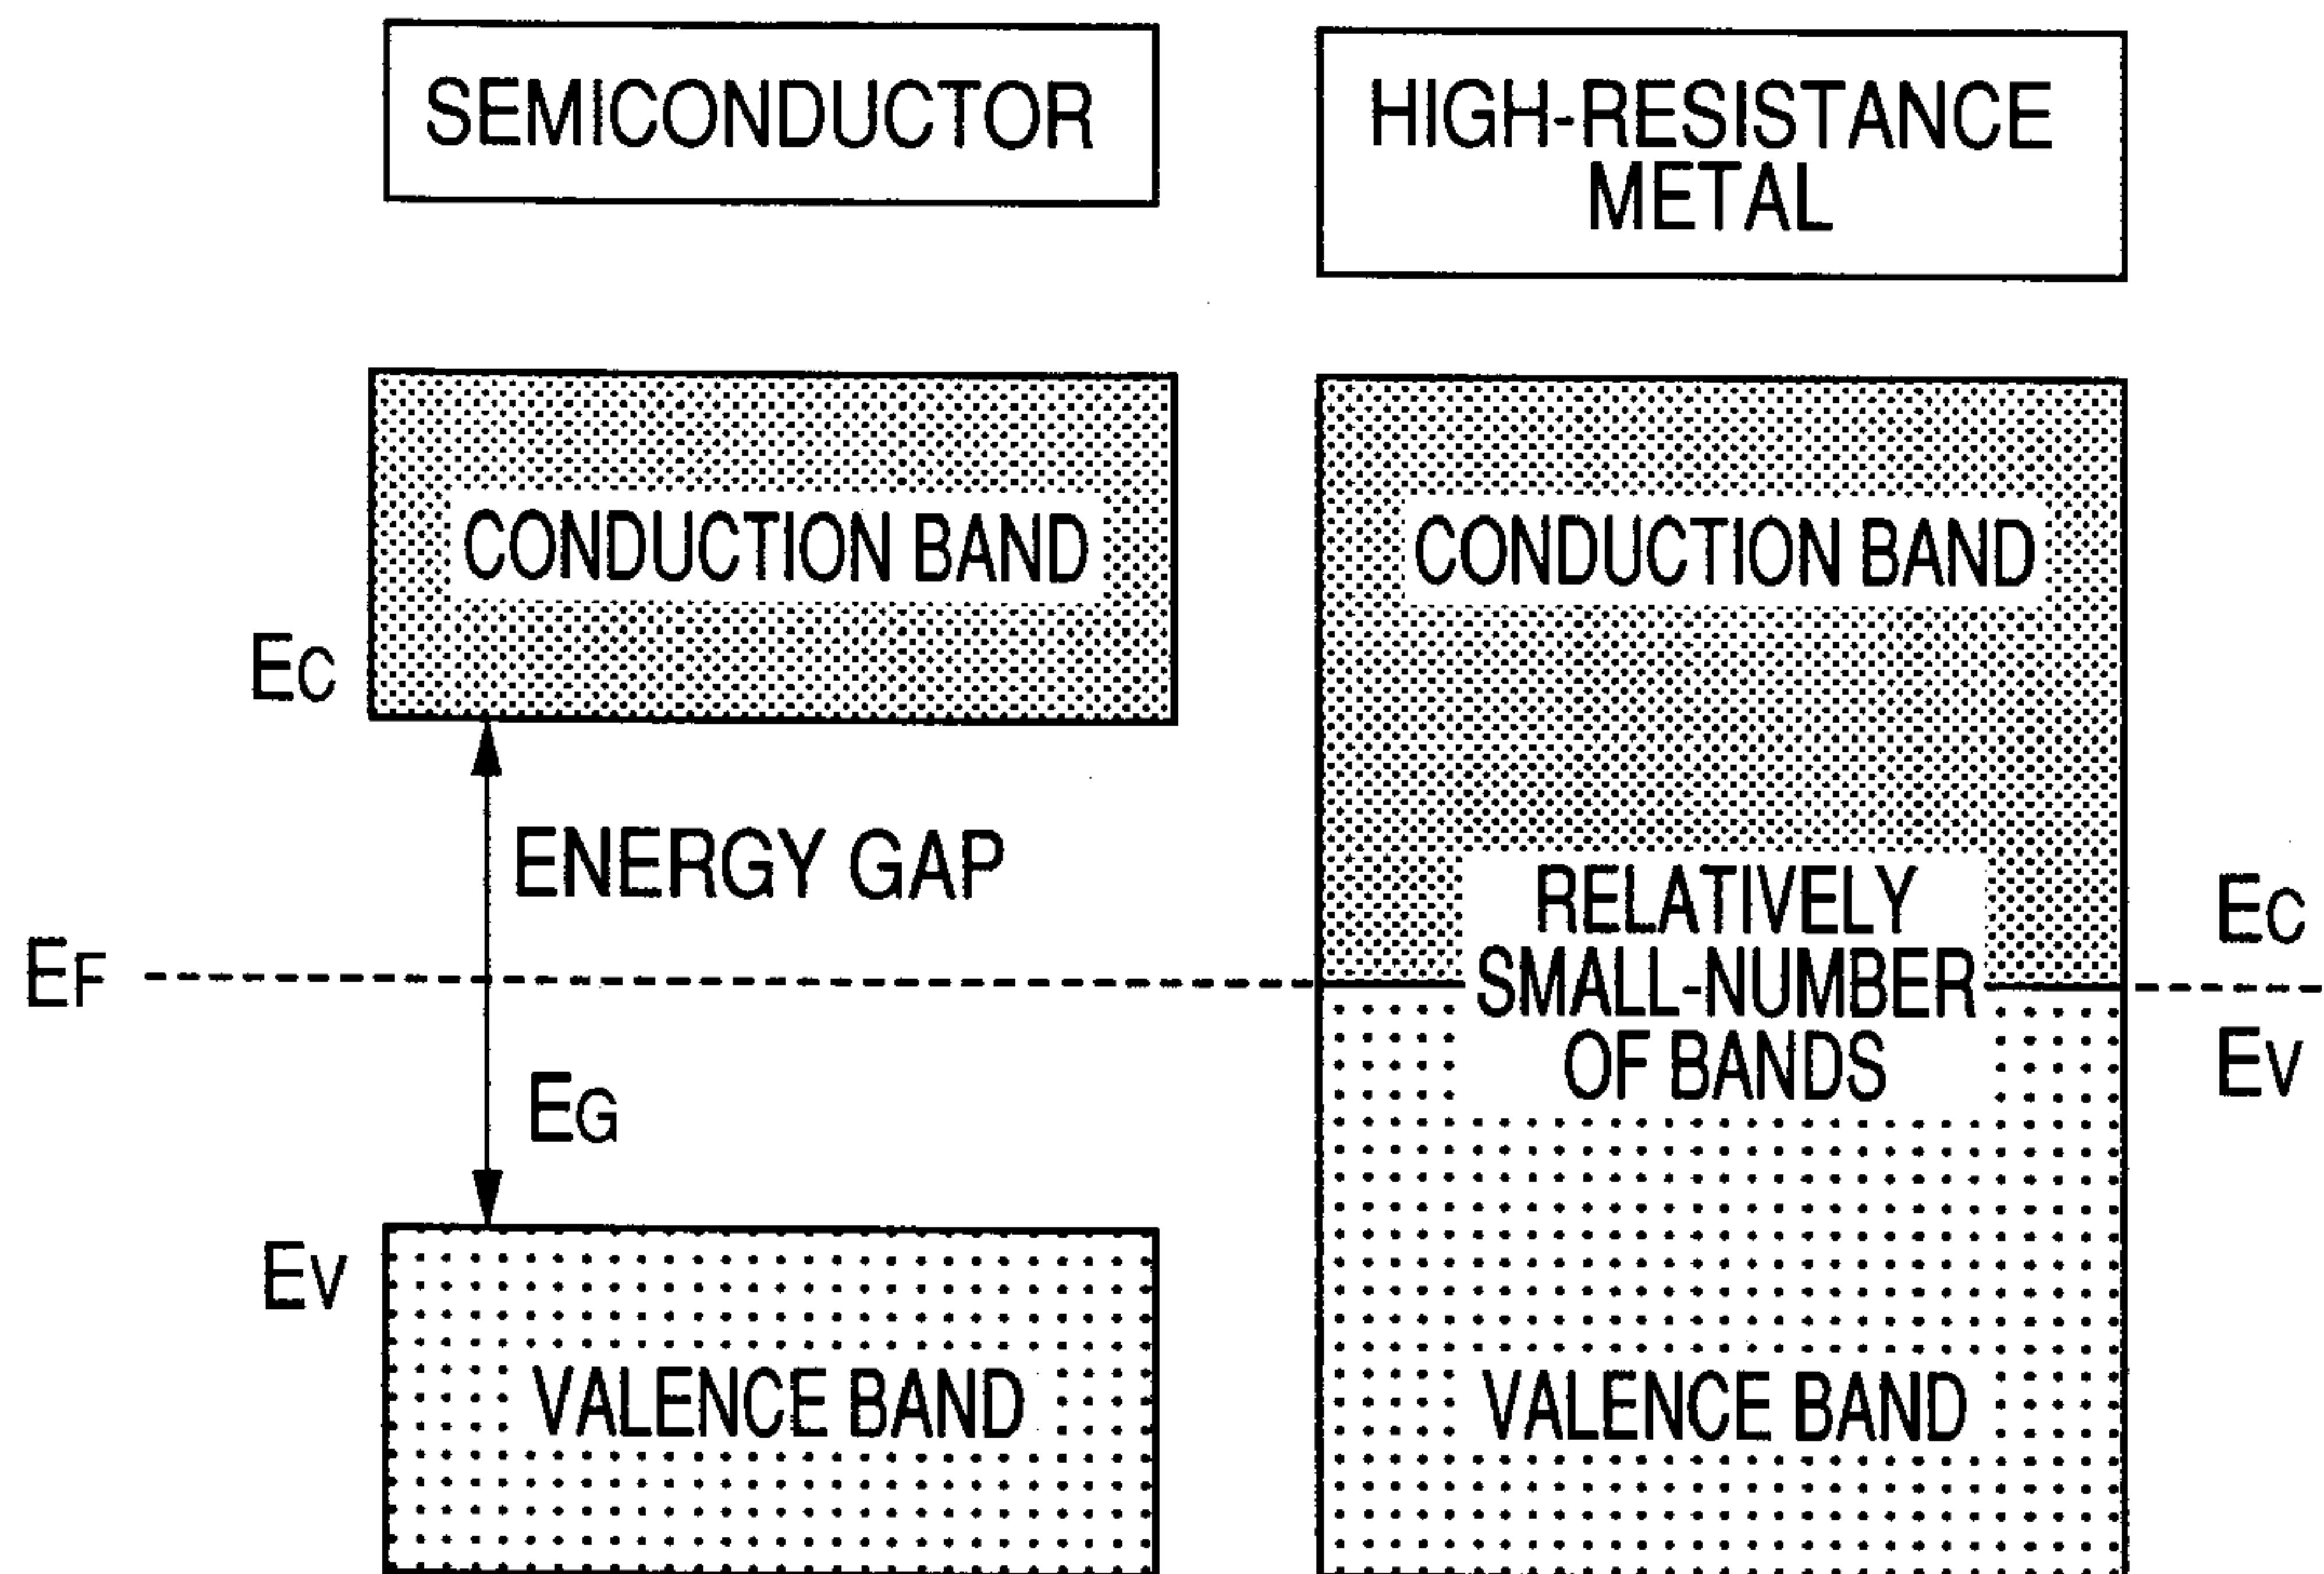 SEMICONDUCTOR
HIGH-RESISTANCE
METAL
CONDUCTION BAND
CONDUCTION BAND
EC
ENERGY GAP
EF
EG
EV
VALENCE BAND
RELATIVELY
SMALL-NUMBER
OF BANDS
EC
EV
VALENCE BAND